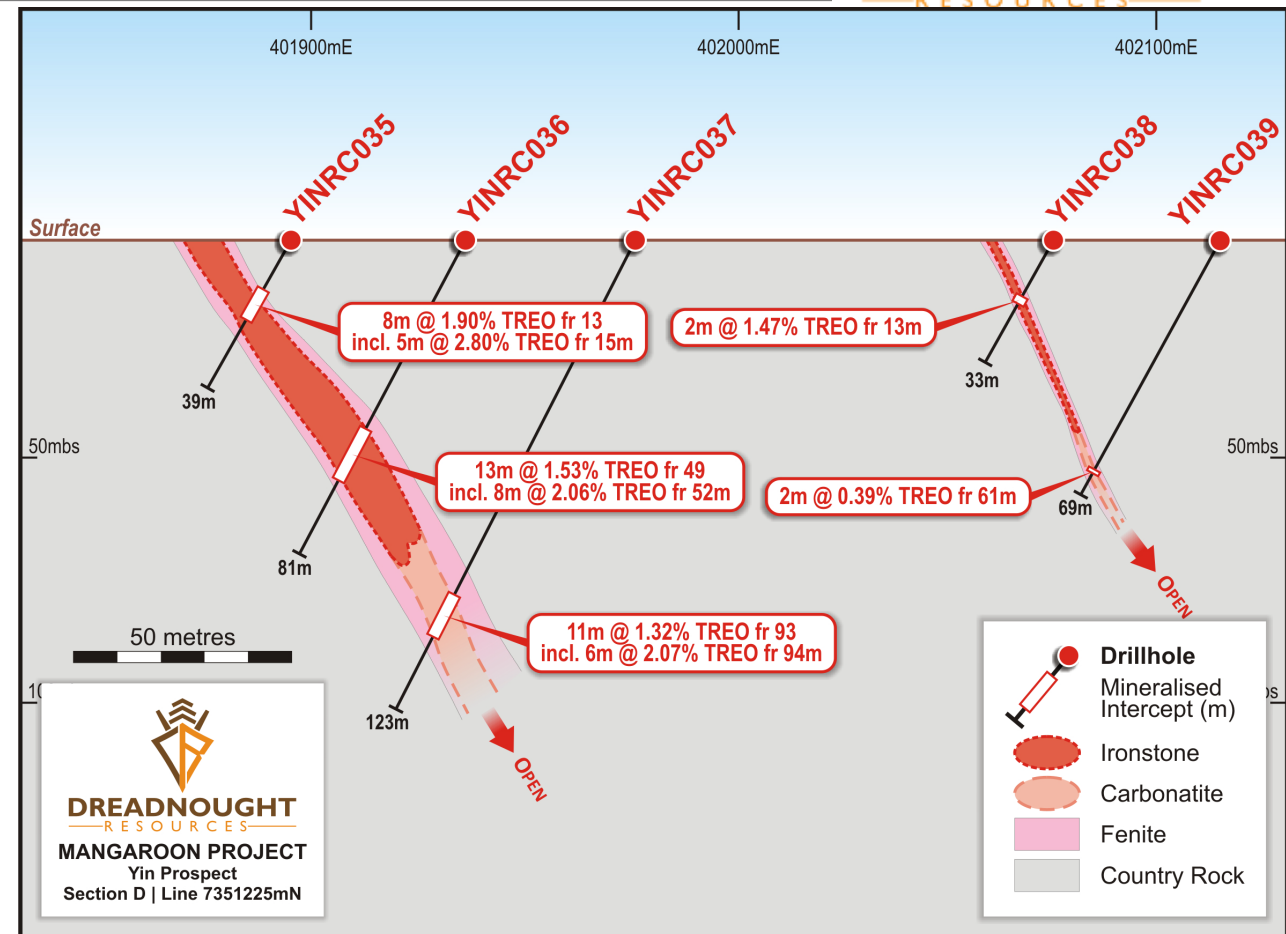 RESOURCES
401900mE
402000mE
402100mE
YINRC035
YINRC036
YINRC037
YINRC038
YINRC039
Surface
8m @ 1.90% TREO fr 13
incl. 5m @ 2.80% TREO fr 15m
2m @ 1.47% TREO fr 13m
33m
39m
50mbs
50mbs
13m @ 1.53% TREO fr 49
incl. 8m @ 2.06% TREO fr 52m
2m @ 0.39% TREO fr 61m
69m
81m
OPEN
11m @ 1.32% TREO fr 93
incl. 6m @ 2.07% TREO fr 94m
50 metres
123m
OPEN
DREADNOUGHT
RESOURCES
MANGAROON PROJECT
Yin Prospect
Section D | Line 7351225mN
Drillhole
Mineralised
Intercept (m)
Ironstone
Carbonatite
Fenite
Country Rock